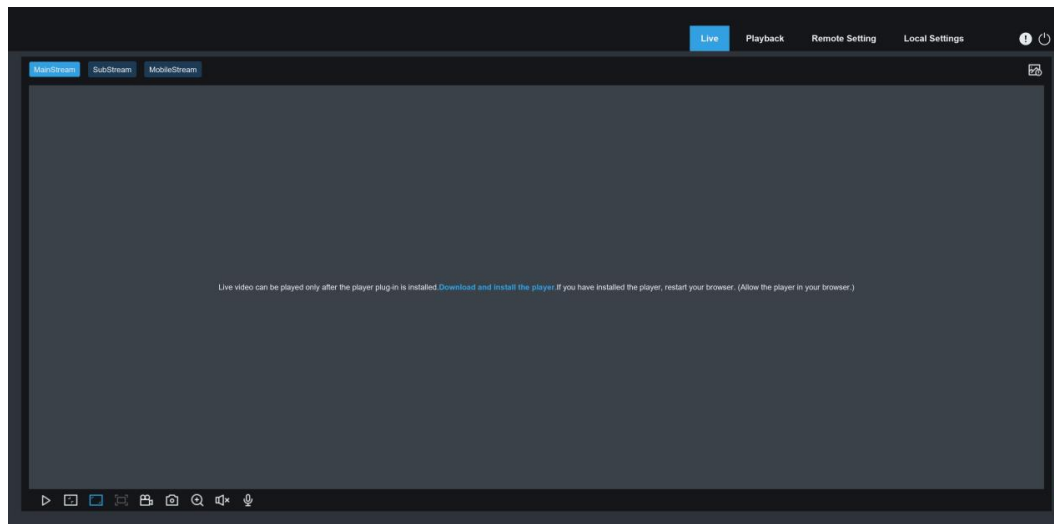 Live Playback Remote Setting Local Settings
MainStream SubStream MobileStream
Live video can be played only after the player plug-in is installed.Download and install the player.If you have installed the player, restart your browser. (Allow the player in your browser.)